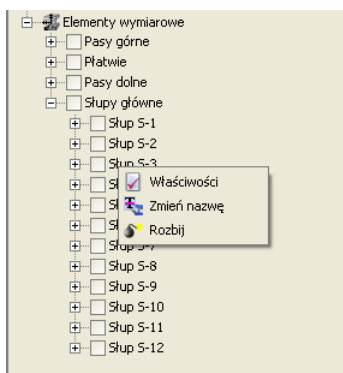 Elementy wymiarowe
Pasy górne
Płatwie
Pasy dolne
Słupy główne
Słup S-1
Słup S-2
Słup S-3
Właściwości
Zmień nazwę
Rozbij
Słup S-8
Słup S-9
Słup S-10
Słup S-11
Słup S-12